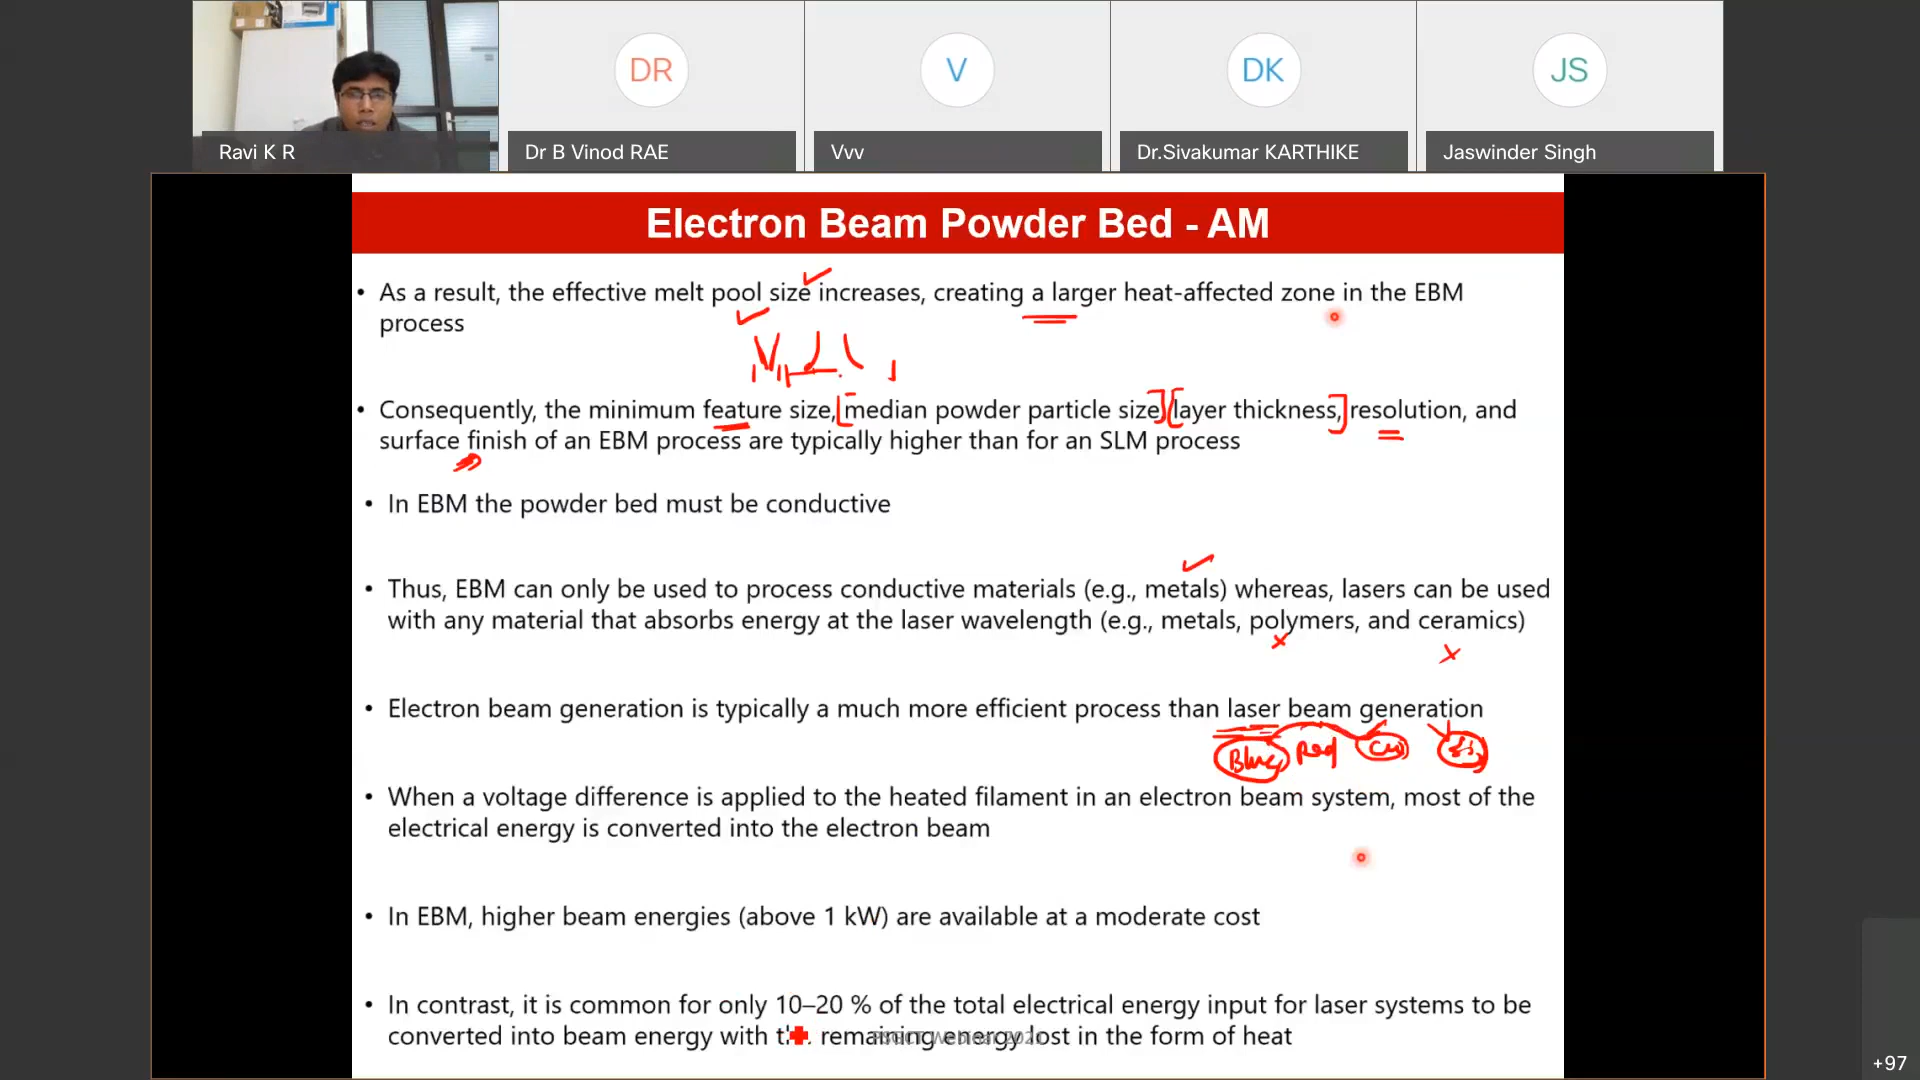 DR
V
DK
JS
Ravi K R
Dr B Vinod RAE
Vvv
Dr.Sivakumar KARTHIKE
Jaswinder Singh
Electron Beam Powder Bed - AM
• As a result, the effective melt pool size increases, creating a larger heat-affected zone in the EBM
process
• Consequently, the minimum feature size, median powder particle size, layer thickness, resolution, and
surface finish of an EBM process are typically higher than for an SLM process
• In EBM the powder bed must be conductive
• Thus, EBM can only be used to process conductive materials (e.g., metals) whereas, lasers can be used
with any material that absorbs energy at the laser wavelength (e.g., metals, polymers, and ceramics)
• Electron beam generation is typically a much more efficient process than laser beam generation
Blue Red Cu
• When a voltage difference is applied to the heated filament in an electron beam system, most of the
electrical energy is converted into the electron beam
• In EBM, higher beam energies (above 1 kW) are available at a moderate cost
• In contrast, it is common for only 10–20 % of the total electrical energy input for laser systems to be
converted into beam energy with the remaining energy lost in the form of heat
PSGCT Webinar 2021
+97